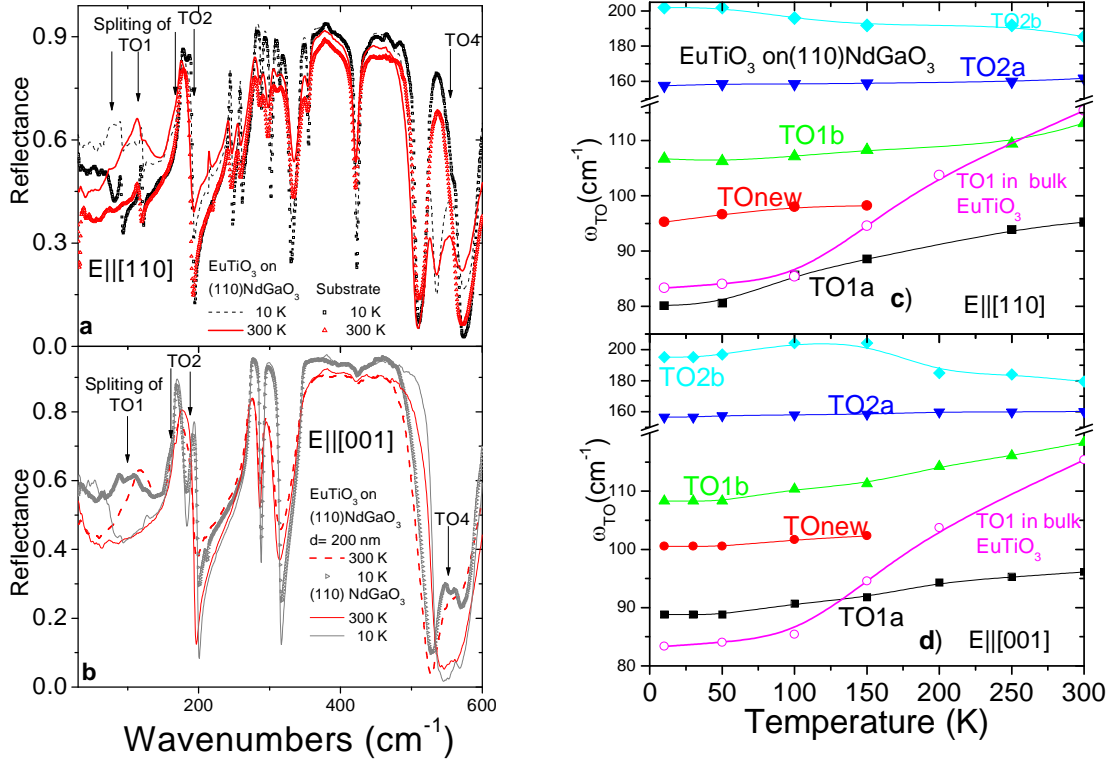 Spliting of
TO1
TO2
TO4
0.9
0.6
0.3
0.0
Reflectance
E||[110]
EuTiO3 on
(110)NdGaO3
Substrate
10 K
10 K
300 K
300 K
a
Spliting of
TO1
TO2
TO4
0.8
0.6
0.4
0.2
0.0
Reflectance
E||[001]
EuTiO3 on
(110)NdGaO3
d= 200 nm
300 K
10 K
(110) NdGaO3
300 K
10 K
b
200 400 600
Wavenumbers (cm-1)
200
160
110
100
90
80
ωTO(cm-1)
TO2b
EuTiO3 on(110)NdGaO3
TO2a
TO1b
TOnew
TO1 in bulk
EuTiO3
TO1a
c)
E||[110]
200
160
110
100
90
80
ωTO(cm-1)
TO2b
TO2a
TO1b
TOnew
TO1 in bulk
EuTiO3
TO1a
d)
E||[001]
0 50 100 150 200 250 300
Temperature (K)